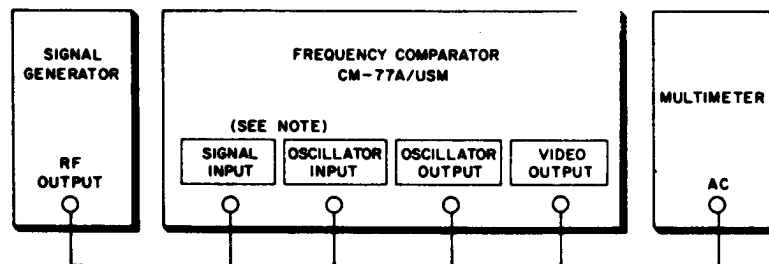 SIGNAL
GENERATOR
RF
OUTPUT
FREQUENCY COMPARATOR
CM-77A/USM
(SEE NOTE)
SIGNAL
INPUT
OSCILLATOR
INPUT
OSCILLATOR
OUTPUT
VIDEO
OUTPUT
MULTIMETER
AC